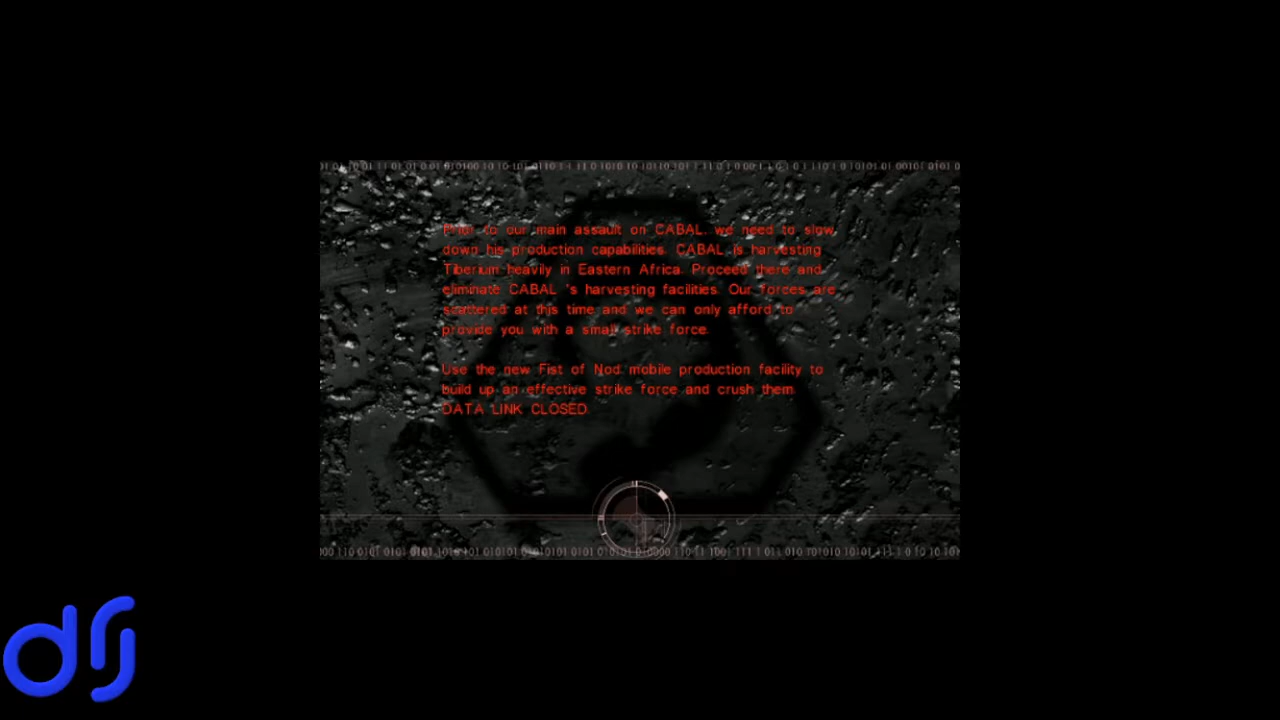 Prior to our main assault on CABAL, we need to slow
down his production capabilities. CABAL is harvesting
Tiberium heavily in Eastern Africa. Proceed there and
eliminate CABAL 's harvesting facilities. Our forces are
scattered at this time and we can only afford to
provide you with a small strike force.
Use the new Fist of Nod mobile production facility to
build up an effective strike force and crush them.
DATA LINK CLOSED